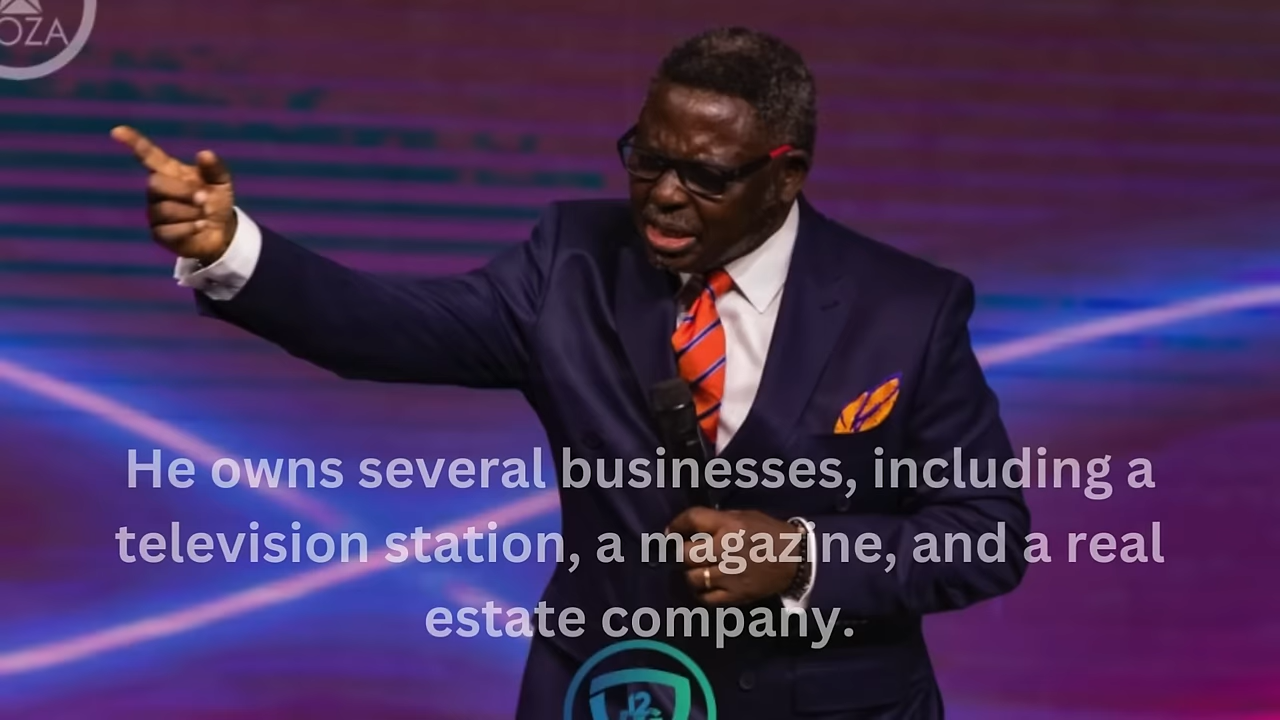 OZA
He owns several businesses, including a
television station, a magazine, and a real
estate company.